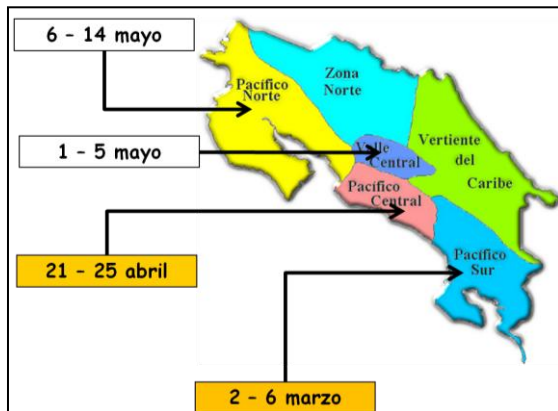 6 - 14 mayo
Zona
Norte
Pacífico
Norte
Vertiente
del
Caribe
1 - 5 mayo
Valle
Central
Pacífico
Central
21 - 25 abril
Pacífico
Sur
2 - 6 marzo